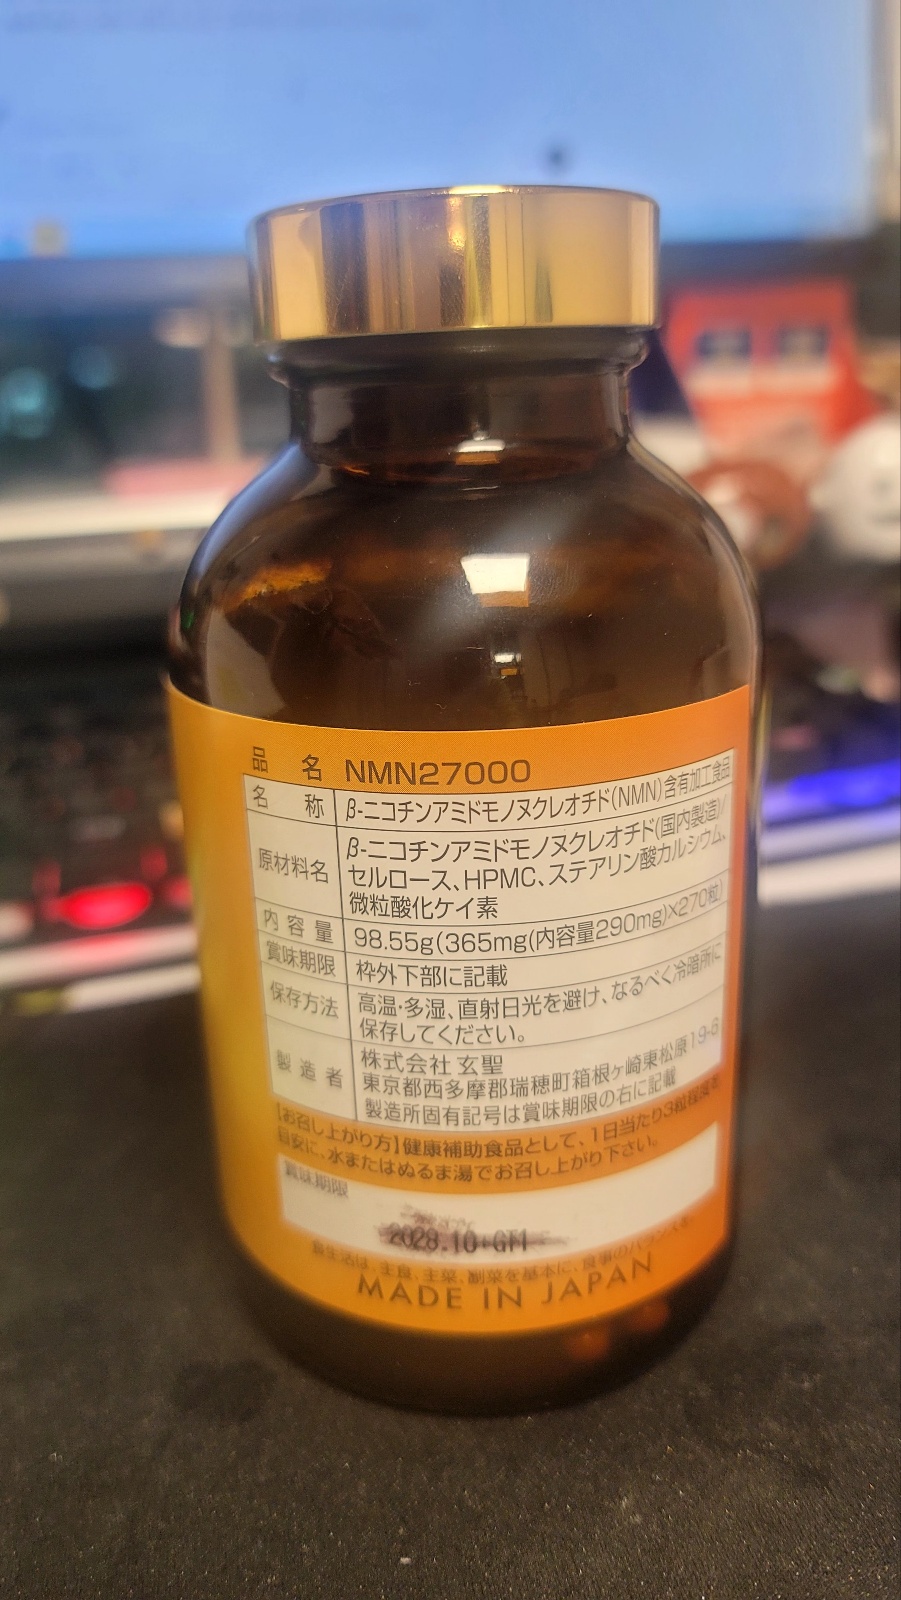 品名 NMN27000
名称 β-ニコチンアミドモノヌクレオチド(NMN)含有加工食品
原材料名 β-ニコチンアミドモノヌクレオチド(国内製造)/
セルロース、HPMC、ステアリン酸カルシウム、
微粒酸化ケイ素
内容量 98.55g(365mg(内容量290mg)×270粒)
賞味期限 枠外下部に記載
保存方法 高温・多湿、直射日光を避け、なるべく冷暗所に
保存してください。
製造者 株式会社 玄聖
東京都西多摩郡瑞穂町箱根ヶ崎東松原19-6
製造所固有記号は賞味期限の右に記載
【お召し上がり方】健康補助食品として、1日当たり3粒程度を
目安に、水またはぬるま湯でお召し上がり下さい。
賞味期限
2028.10+GF1
食生活は、主食、主菜、副菜を基本に、食事のバランスを。
MADE IN JAPAN